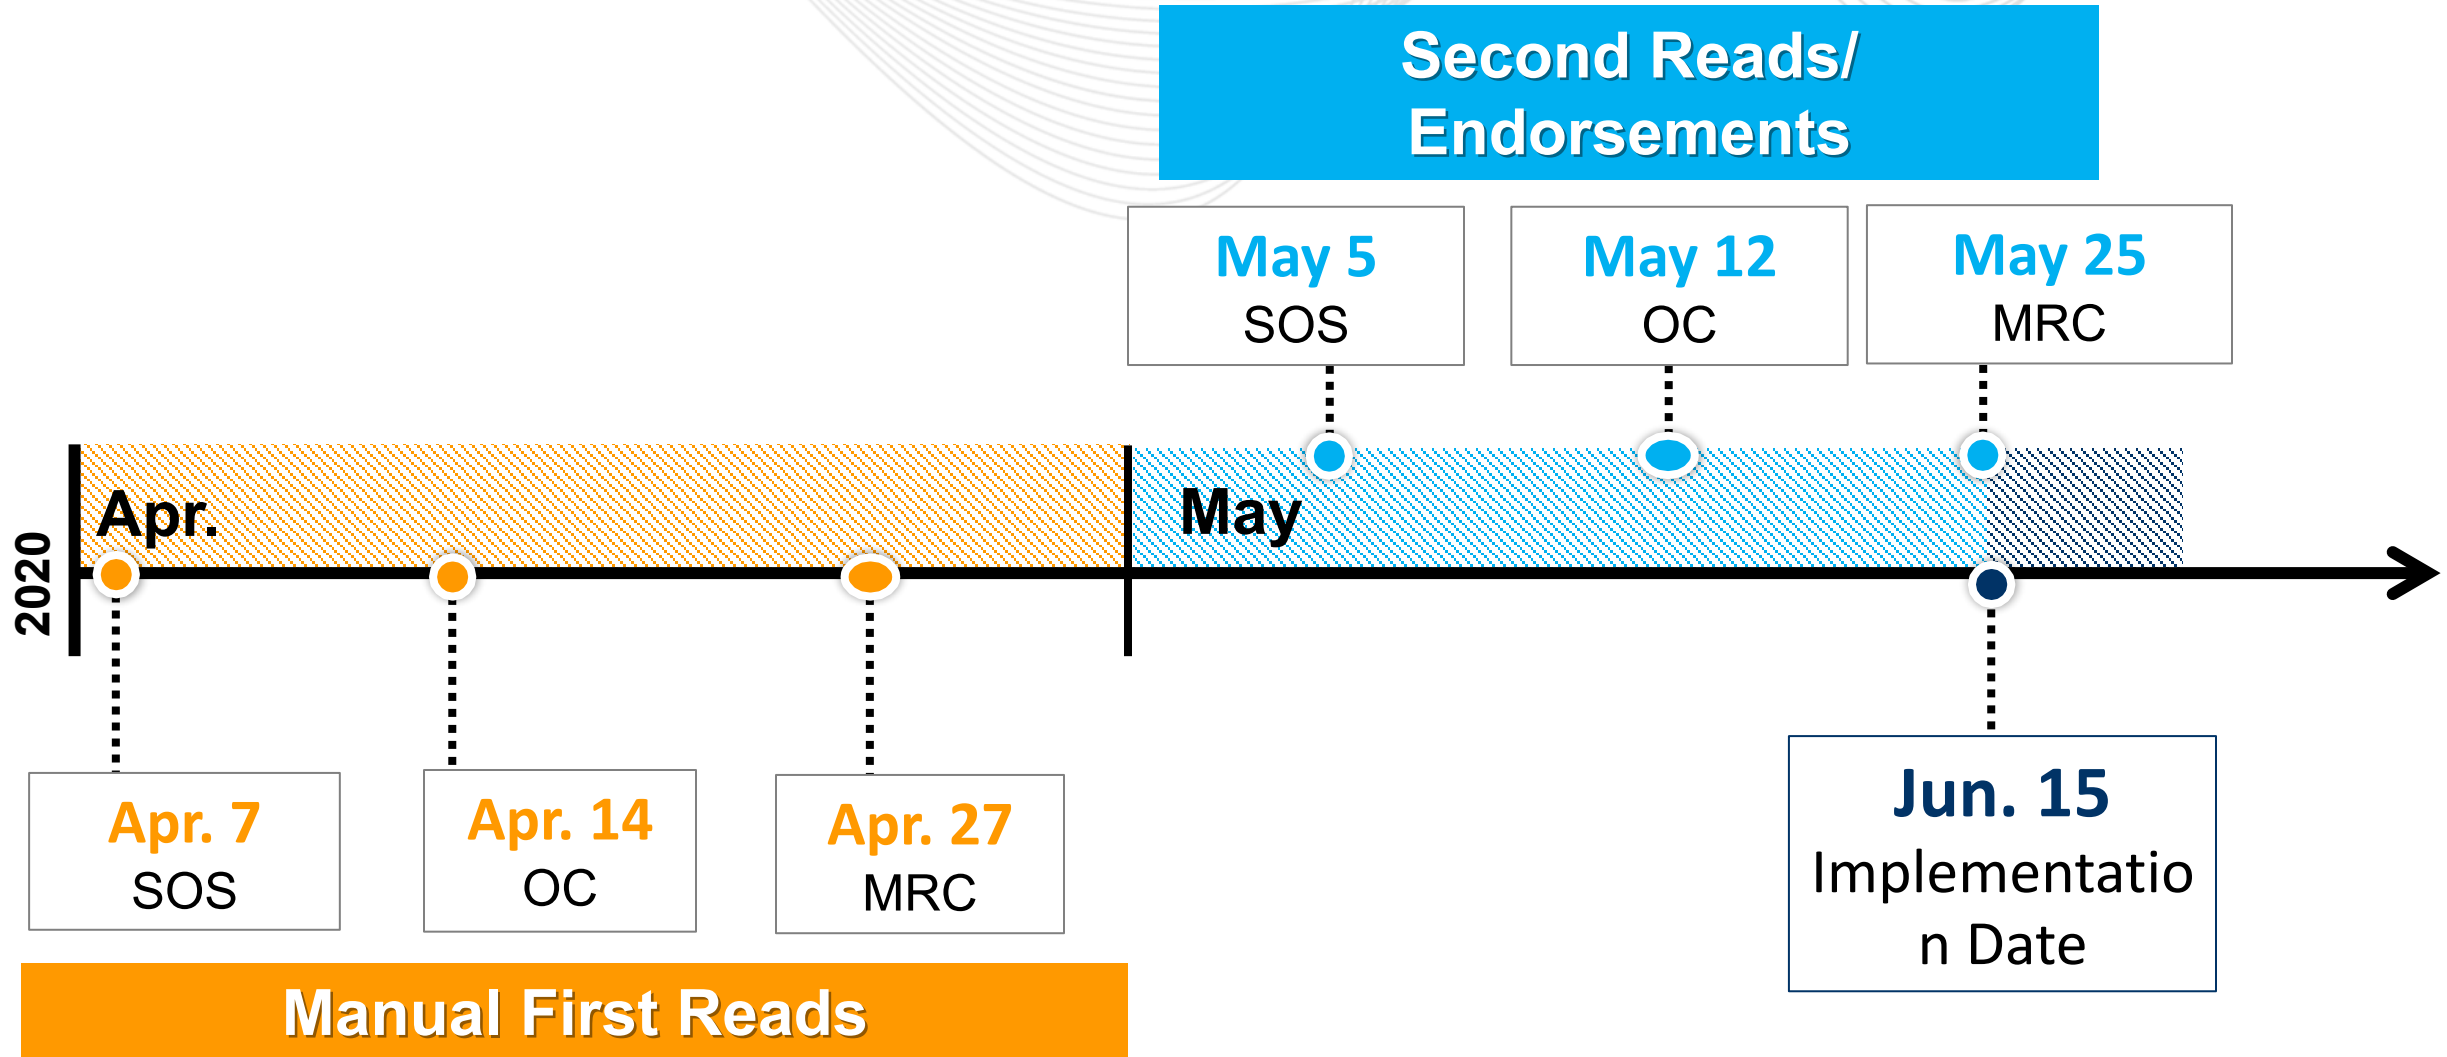 Second Reads/
Endorsements
May 5
SOS
May 12
OC
May 25
MRC
2020
Apr.
May
Apr. 7
SOS
Apr. 14
OC
Apr. 27
MRC
Jun. 15
Implementatio
n Date
Manual First Reads